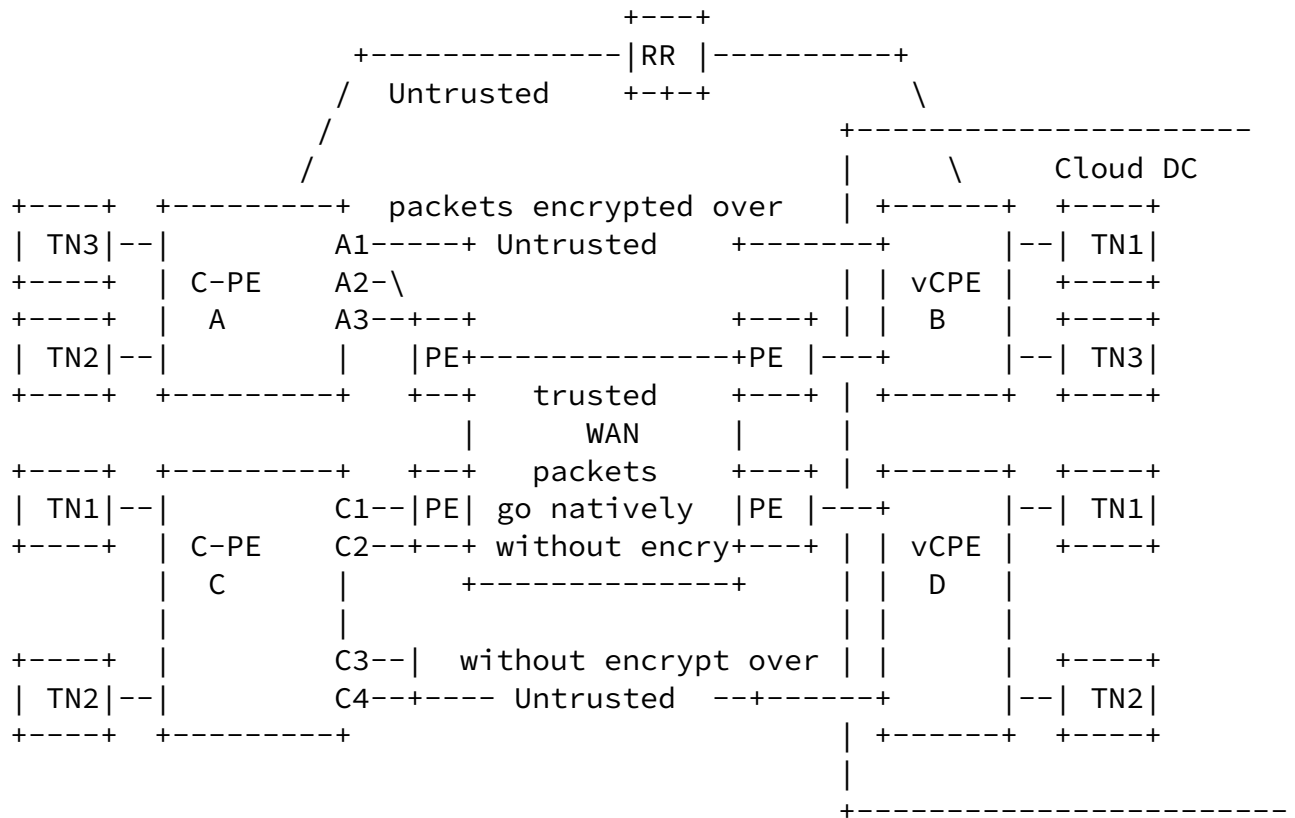 +---+
                    +--------------|RR |----------+
                   /  Untrusted    +-+-+           \
                  /                            +----------------------
                 /                             |     \     Cloud DC
+----+  +---------+  packets encrypted over    | +------+  +----+
| TN3|--|         A1-----+ Untrusted    +-------+       |--| TN1|
+----+  | C-PE    A2-\                         | | vCPE |  +----+
+----+  |  A      A3--+--+              +---+  | |  B   |  +----+
| TN2|--|         |   |PE+--------------+PE |---+       |--| TN3|
+----+  +---------+   +--+   trusted    +---+  | +------+  +----+
                         |      WAN     |      |
+----+  +---------+   +--+   packets    +---+  | +------+  +----+
| TN1|--|         C1--|PE| go natively  |PE |---+       |--| TN1|
+----+  | C-PE    C2--+--+ without encry+---+  | | vCPE |  +----+
        |  C      |      +--------------+      | |  D   |
        |         |                            | |      |
+----+  |         C3--|  without encrypt over  | |      |  +----+
| TN2|--|         C4--+---- Untrusted  --+------+       |--| TN2|
+----+  +---------+                            | +------+  +----+
                                               |
                                               +------------------------